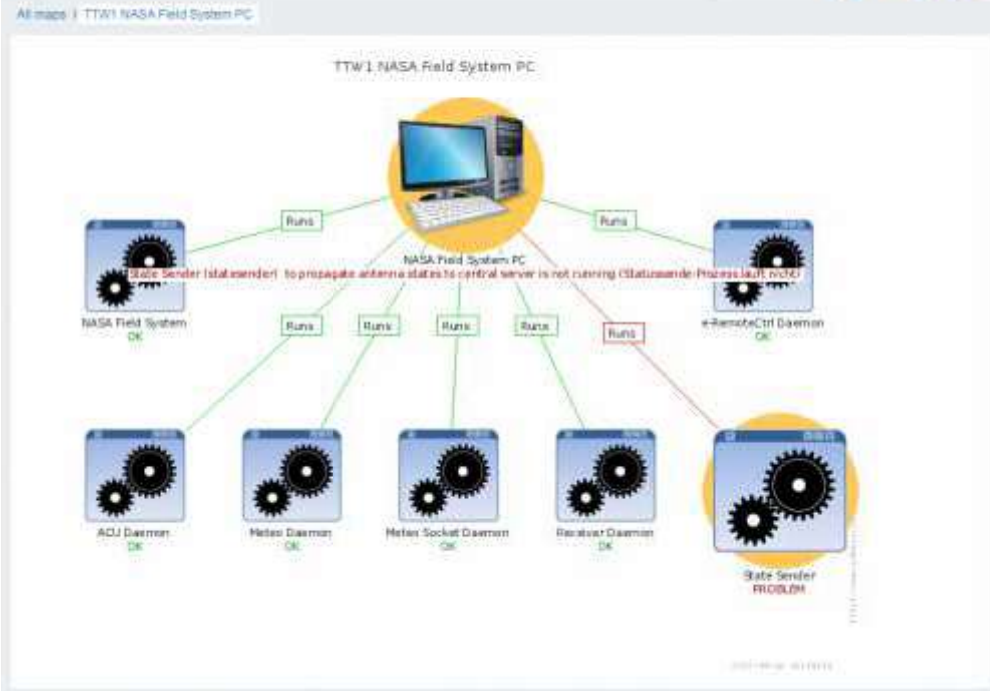 All maps / TTW1 NASA Field System PC
TTW1 NASA Field System PC
Runs
Runs
NASA Field System PC
State Sender (statesender) to propagate antenna states to central server is not running (Statussende-Prozess läuft nicht)
NASA Field System
OK
e-RemoteCtrl Daemon
OK
Runs
Runs
Runs
Runs
Runs
ACU Daemon
OK
Meteo Daemon
OK
Meteo Socket Daemon
OK
Receiver Daemon
OK
State Sender
PROBLEM